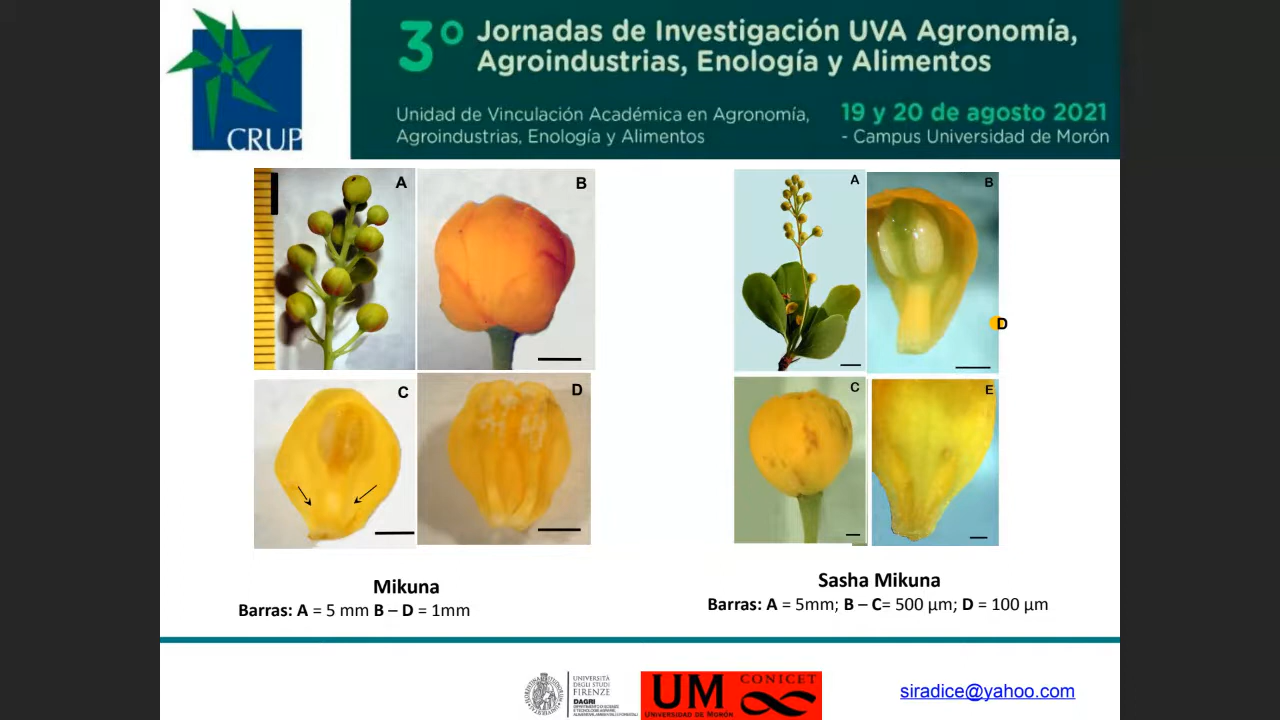 CRUP
3º Jornadas de Investigación UVA Agronomía,
Agroindustrias, Enología y Alimentos
Unidad de Vinculación Académica en Agronomía,
Agroindustrias, Enología y Alimentos
19 y 20 de agosto 2021
- Campus Universidad de Morón
A
B
C
D
A
B
D
C
E
Mikuna
Barras: A = 5 mm B – D = 1mm
Sasha Mikuna
Barras: A = 5mm; B – C= 500 µm; D = 100 µm
UNIVERSITÀ
DEGLI STUDI
FIRENZE
DAGRI
UM
UNIVERSIDAD DE MORÓN
CONICET
siradice@yahoo.com